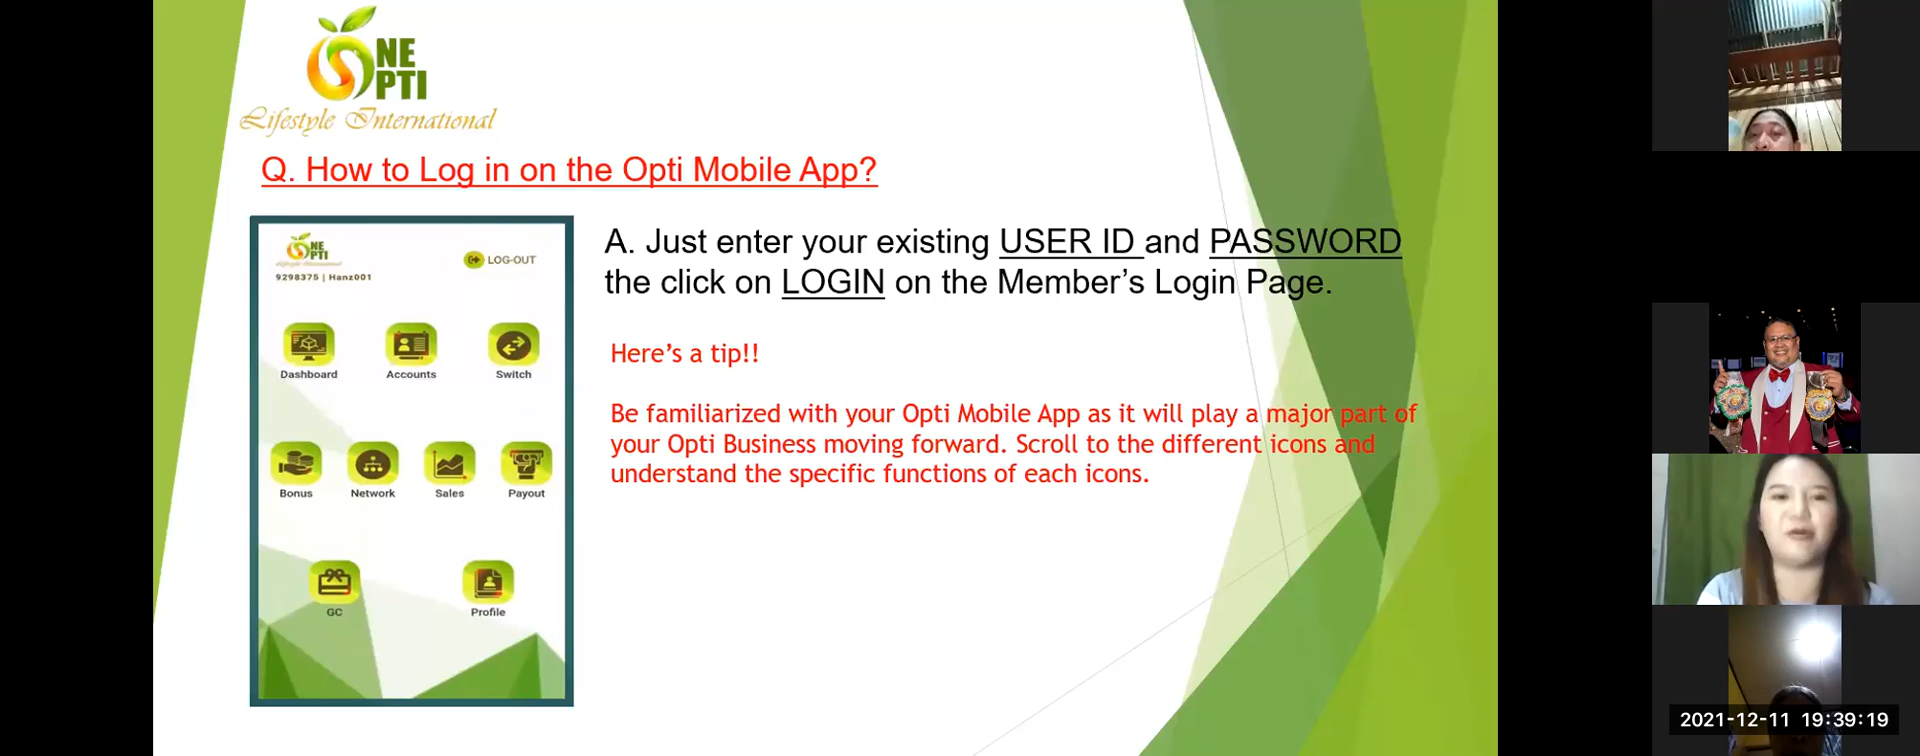 NE
PTI
Lifestyle International
Q. How to Log in on the Opti Mobile App?
NE
PTI
LOG-OUT
9298375 | Hanz001
Dashboard Accounts Switch
Bonus Network Sales Payout
GC Profile
A. Just enter your existing USER ID and PASSWORD
the click on LOGIN on the Member’s Login Page.
Here’s a tip!!
Be familiarized with your Opti Mobile App as it will play a major part of
your Opti Business moving forward. Scroll to the different icons and
understand the specific functions of each icons.
2021-12-11 19:39:19